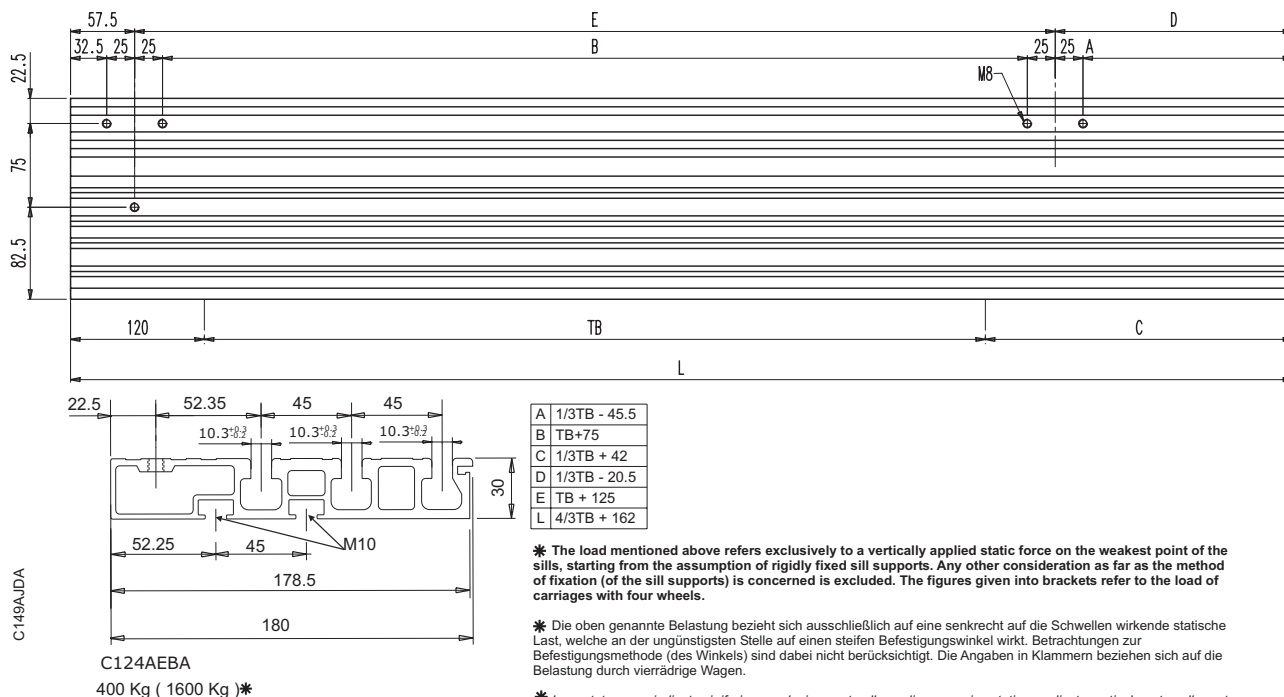 57.5 E D
32.5 25 25 B 25 25 A
22.5
M8
75
82.5
120 TB C
L
22.5 52.35 45 45
10.3+0.3-0.2 10.3+0.3-0.2 10.3+0.3-0.2
30
52.25 45 M10
178.5
180
C149AJDA
C124AEBA
400 Kg ( 1600 Kg )✱
A 1/3TB - 45.5
B TB+75
C 1/3TB + 42
D 1/3TB - 20.5
E TB + 125
L 4/3TB + 162
✱ The load mentioned above refers exclusively to a vertically applied static force on the weakest point of the
sills, starting from the assumption of rigidly fixed sill supports. Any other consideration as far as the method
of fixation (of the sill supports) is concerned is excluded. The figures given into brackets refer to the load of
carriages with four wheels.
✱ Die oben genannte Belastung bezieht sich ausschließlich auf eine senkrecht auf die Schwellen wirkende statische
Last, welche an der ungünstigsten Stelle auf einen steifen Befestigungswinkel wirkt. Betrachtungen zur
Befestigungsmethode (des Winkels) sind dabei nicht berücksichtigt. Die Angaben in Klammern beziehen sich auf die
Belastung durch vierrädrige Wagen.